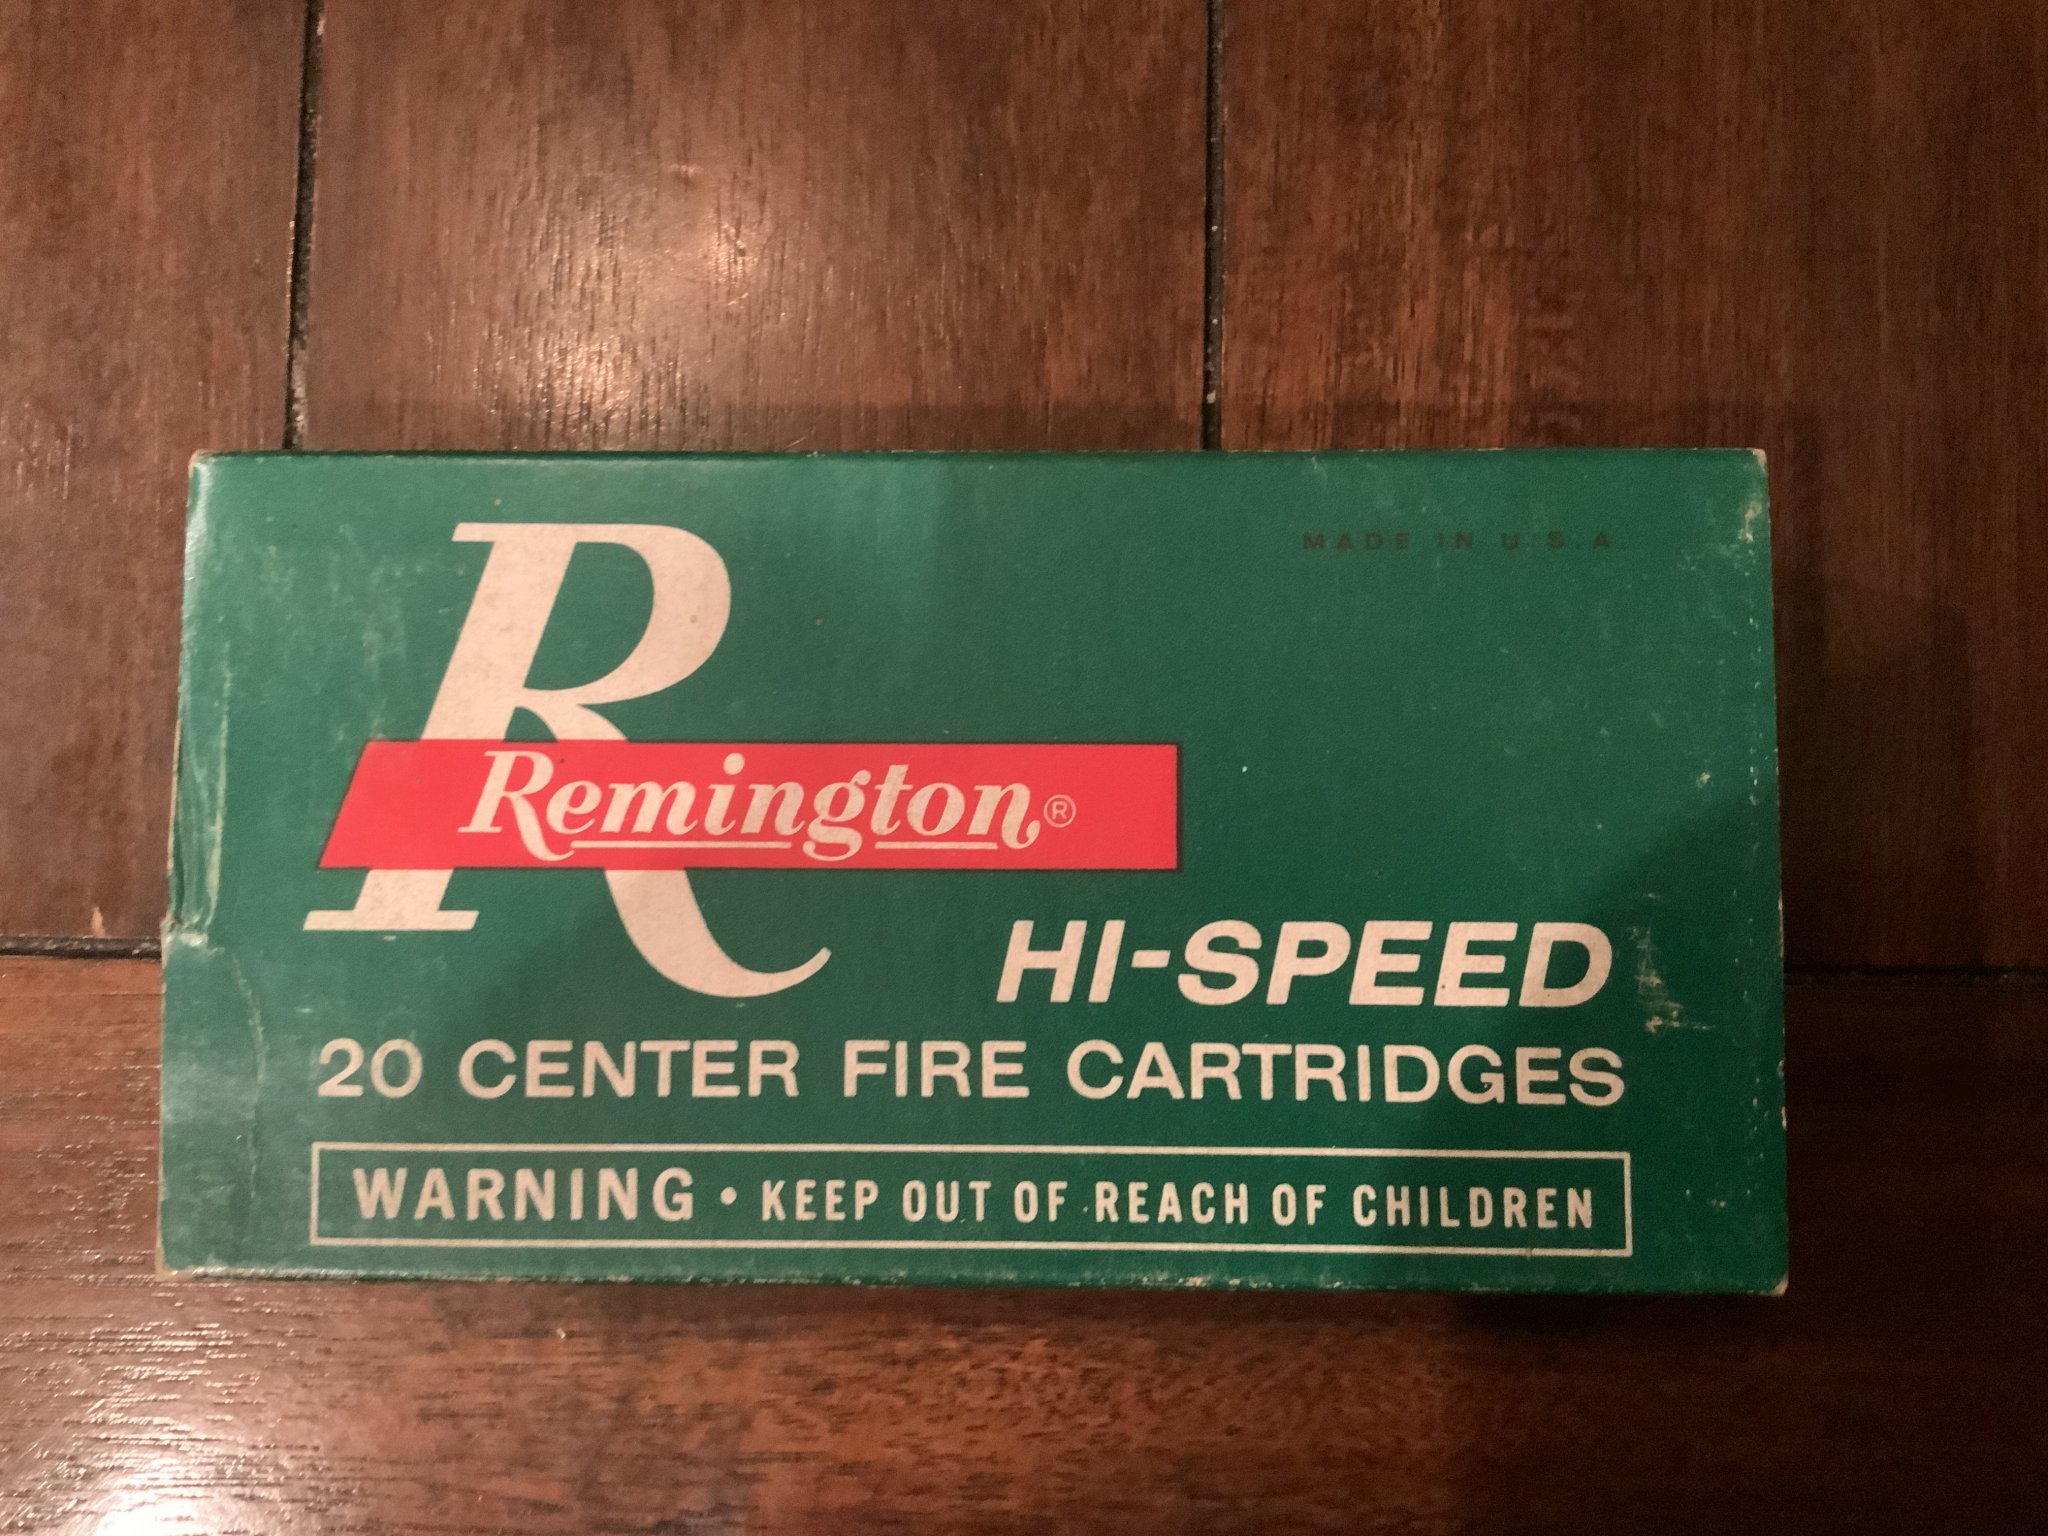 MADE IN U.S.A.
R
Remington®
HI-SPEED
20 CENTER FIRE CARTRIDGES
WARNING • KEEP OUT OF REACH OF CHILDREN